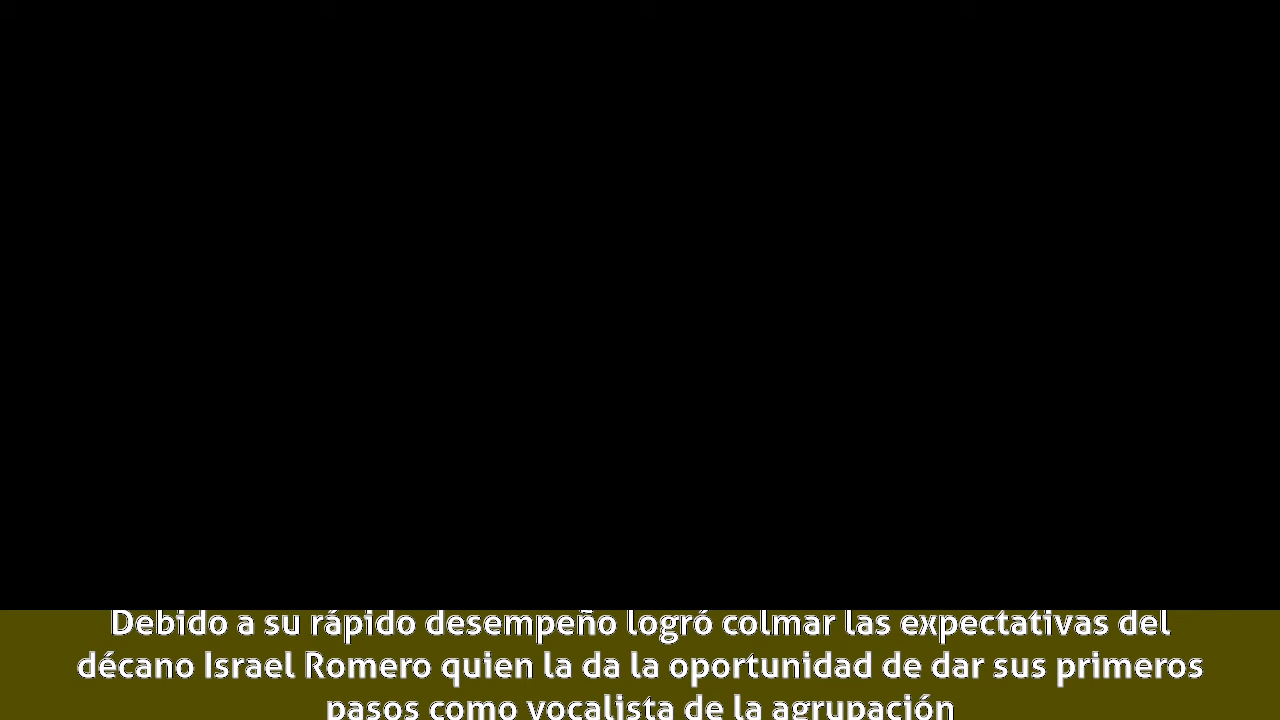 Debido a su rápido desempeño logró colmar las expectativas del
décano Israel Romero quien la da la oportunidad de dar sus primeros
pasos como vocalista de la agrupación